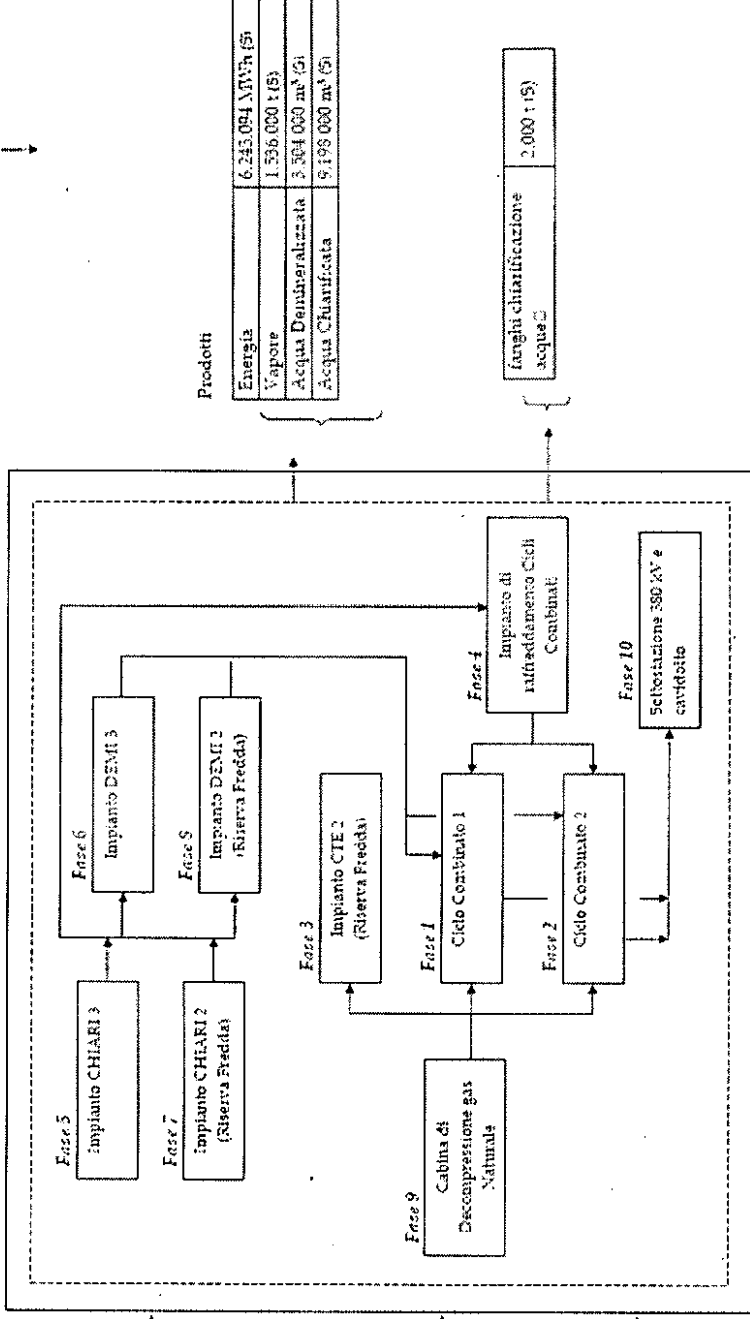 Fase 5
Impianto CHIARI 3
Fase 7
Impianto CHIARI 2
(Riserva Fredda)
Fase 6
Impianto DEMI 3
Fase 8
Impianto DEMI 2
(Riserva Fredda)
Fase 9
Cabina di
Decompressione gas
Naturale
Fase 3
Impianto CTE 2
(Riserva Fredda)
Fase 1
Ciclo Combinato 1
Fase 2
Ciclo Combinato 2
Fase 4
Impianto di
raffreddamento Cicli
Combinati
Fase 10
Sottostazione 380 kV e
cavidotto
Prodotti
Energia 6.243.094 MWh (S)
Vapore 1.536.000 t (S)
Acqua Demineralizzata 3.504.000 m³ (S)
Acqua Chiarificata 9.198.000 m³ (S)
fanghi chiarificazione
acque□ 2.000 t (S)